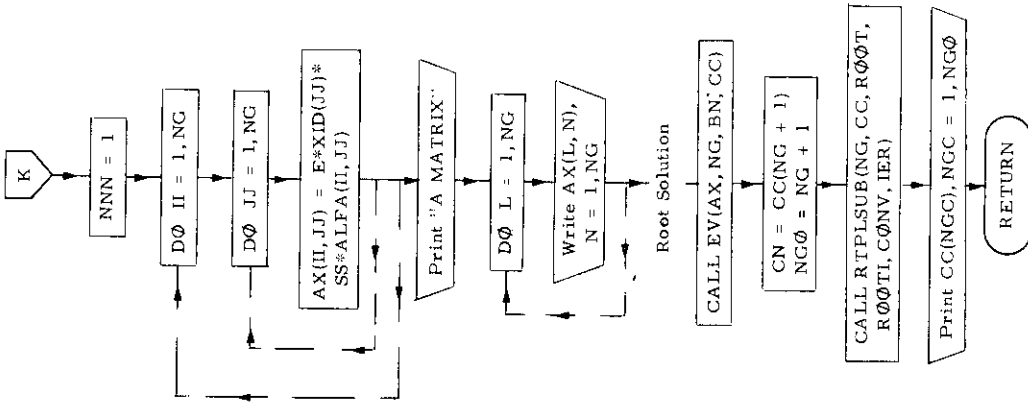 K
NNN = 1
DØ II = 1, NG
DØ JJ = 1, NG
AX(II, JJ) = E*XID(JJ)*
SS*ALFA(II, JJ)
Print "A MATRIX"
DØ L = 1, NG
Write AX(L, N),
N = 1, NG
Root Solution
CALL EV(AX, NG, BN, CC)
CN = CC(NG + 1)
NGØ = NG + 1
CALL RTPLSUB(NG, CC, RØØT,
RØØTI, CØNV, IER)
Print CC(NGC), NGC = 1, NGØ
RETURN